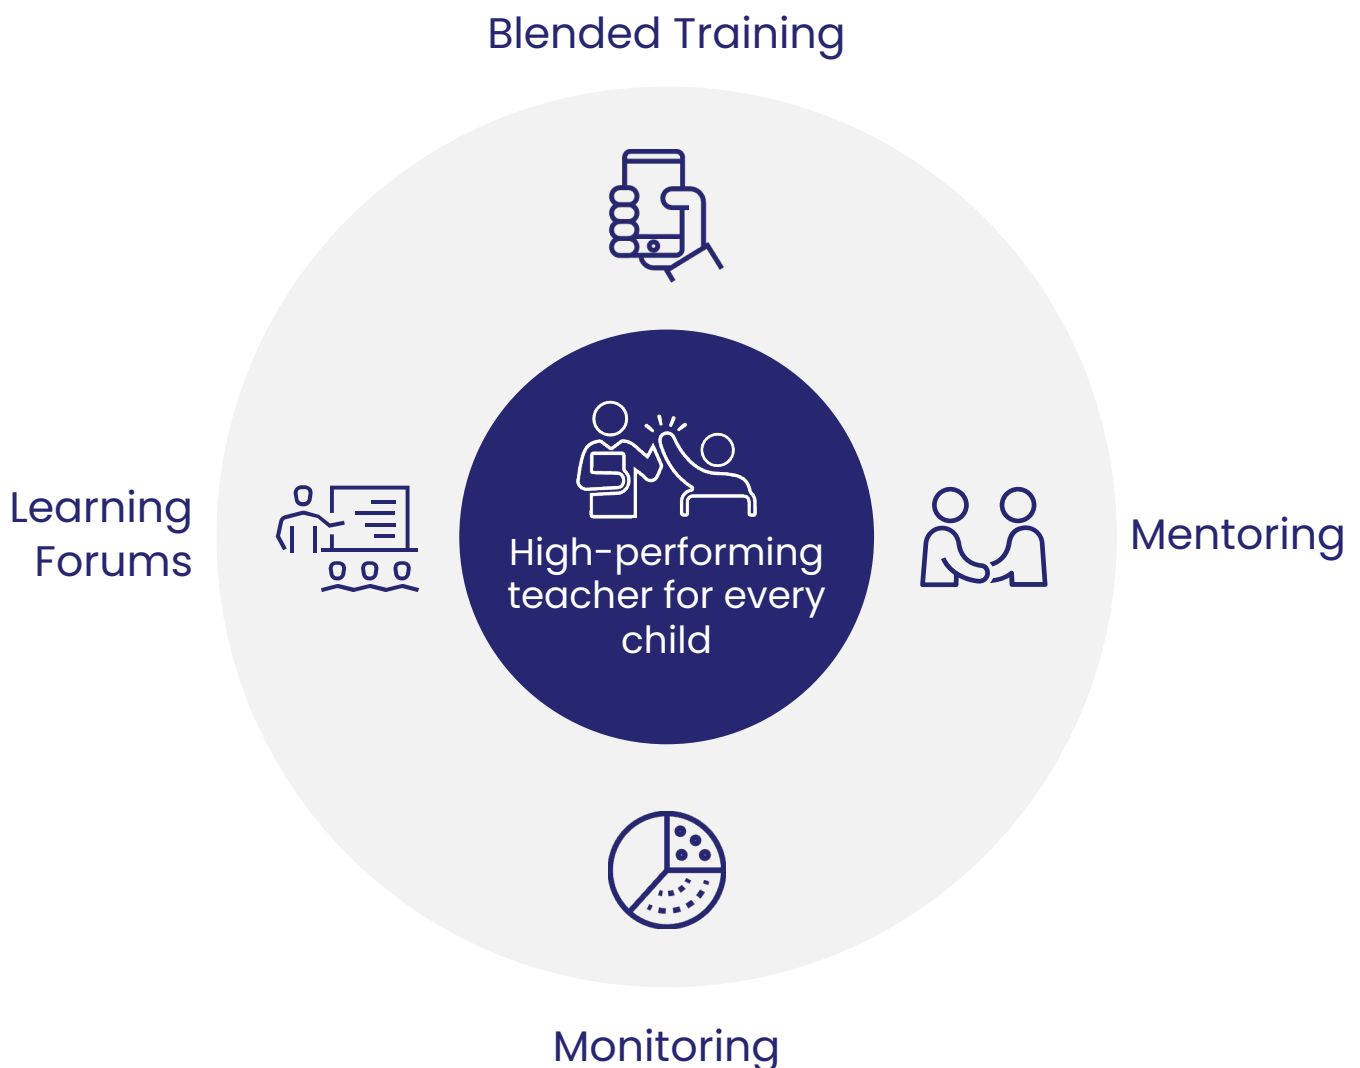 Blended Training
Learning
Forums
High-performing
teacher for every
child
Mentoring
Monitoring